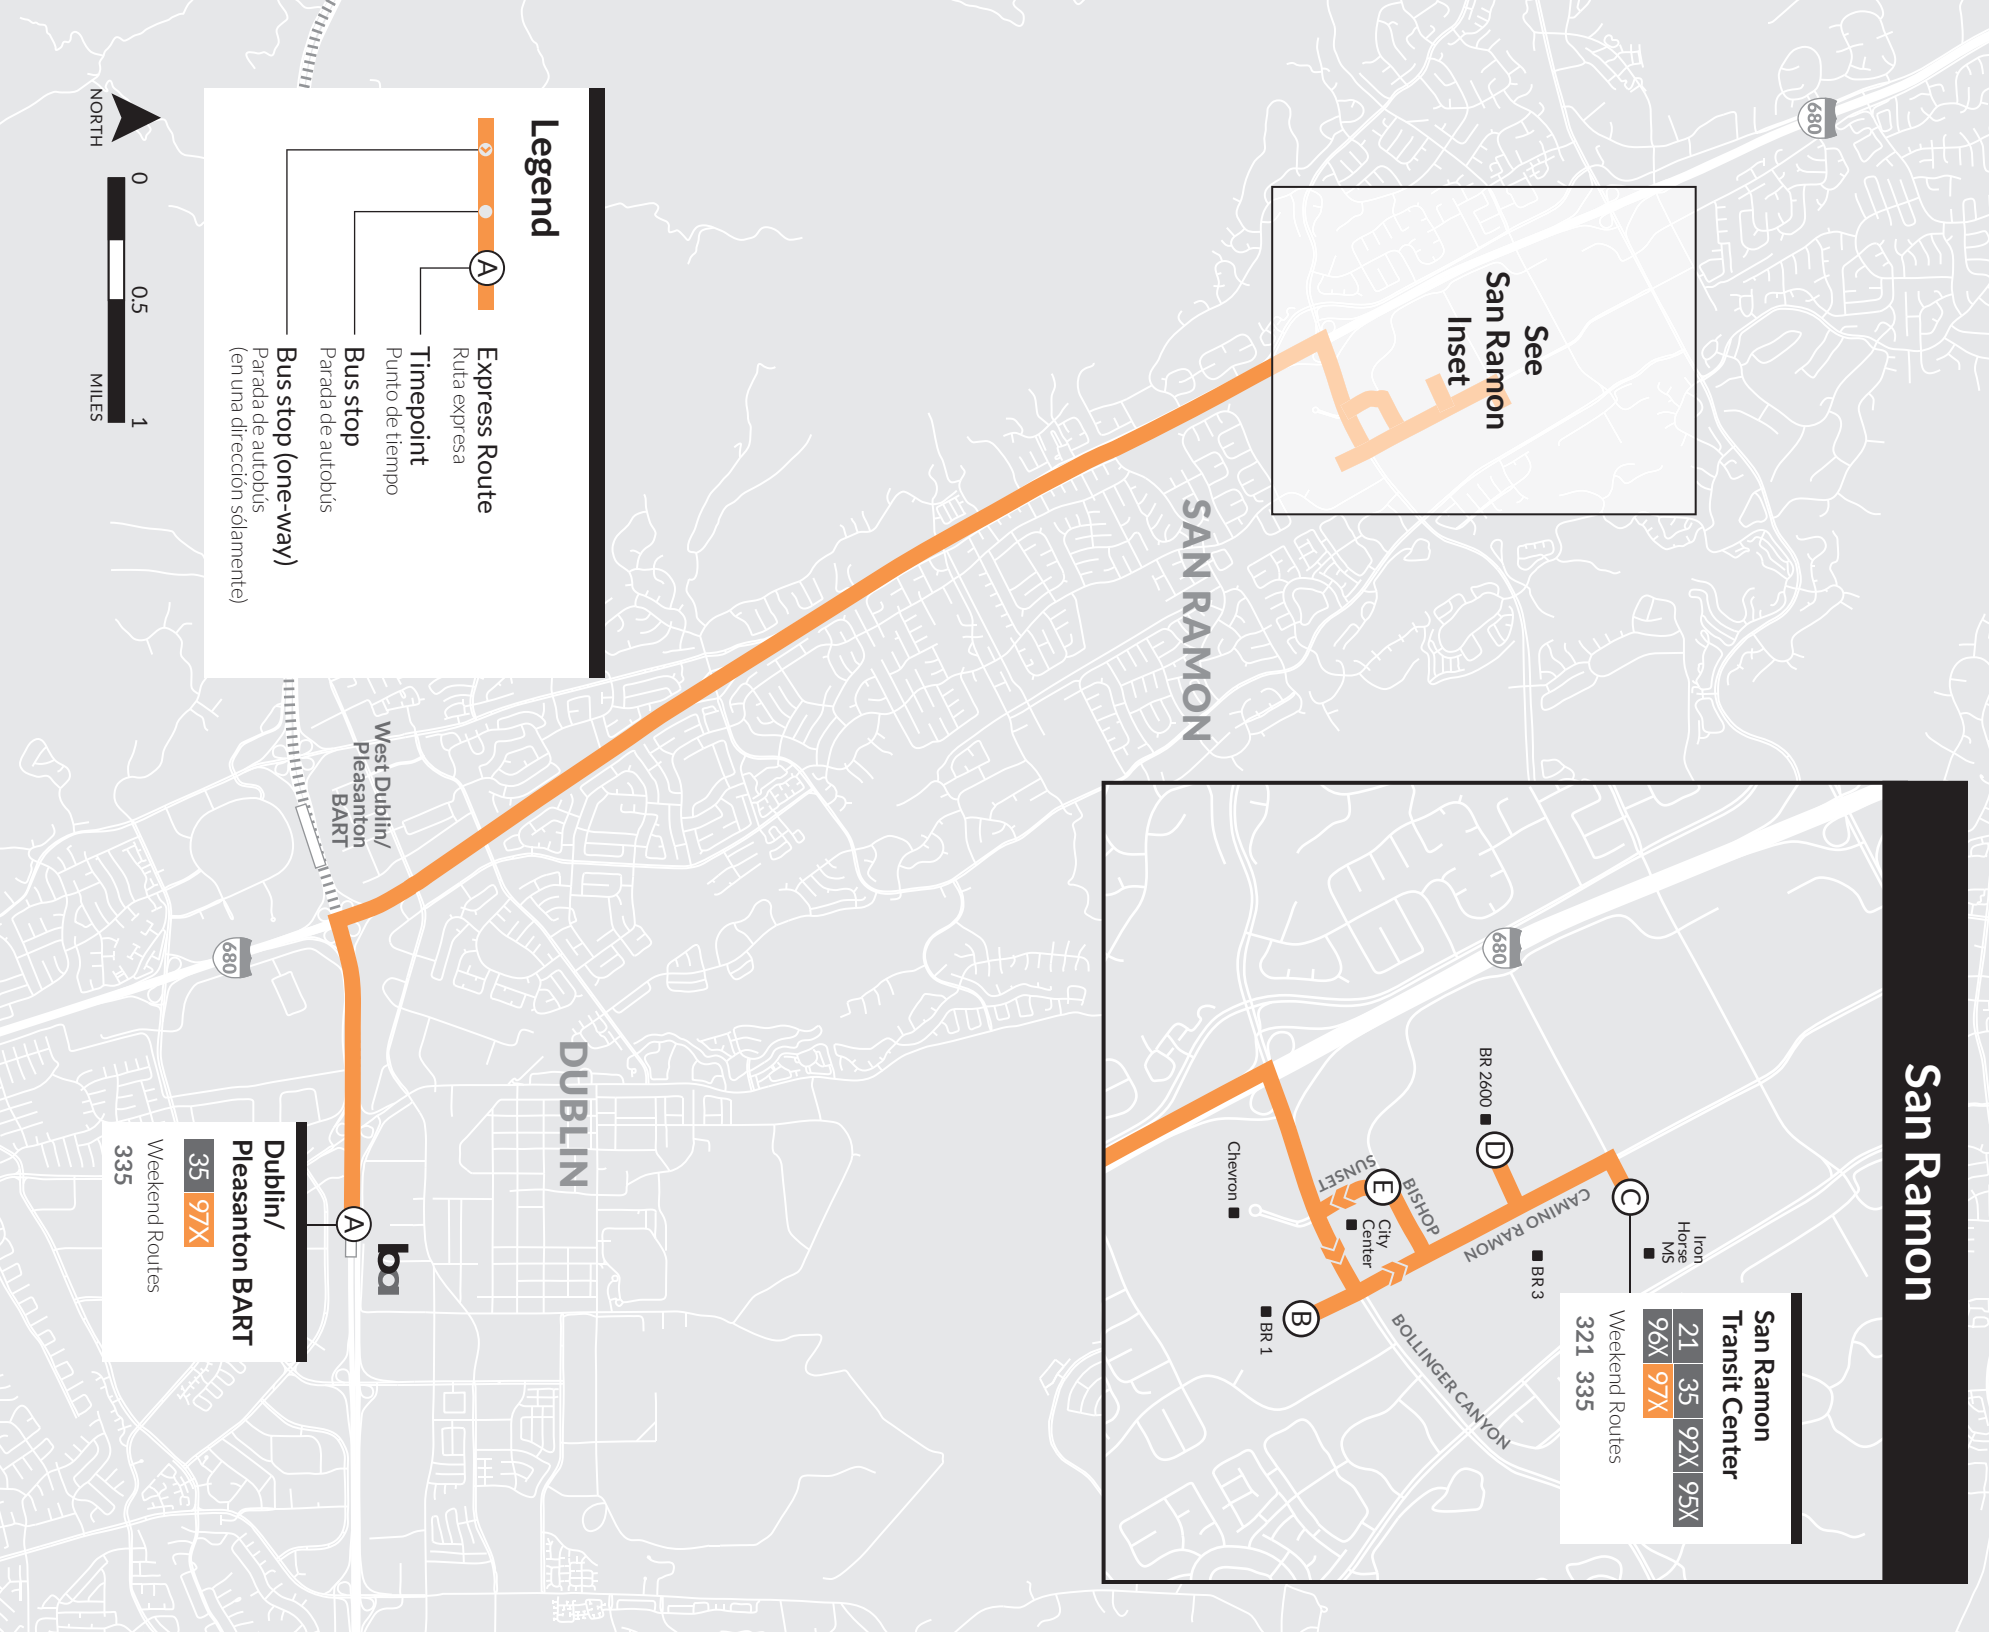 San Ramon
680
See
San Ramon
Inset
SAN RAMON
680
BR 2600
D
C
Iron
Horse
MS
CAMINO RAMON
BISHOP
SUNSET
E
City
Center
BR 3
Chevron
B
BR 1
BOLLINGER CANYON
San Ramon
Transit Center
21 35 92X 95X
96X 97X
Weekend Routes
321 335
Legend
A
Express Route
Ruta expresa
Timepoint
Punto de tiempo
Bus stop
Parada de autobús
Bus stop (one-way)
Parada de autobús
(en una dirección sólamente)
West Dublin/
Pleasanton
BART
DUBLIN
680
A
ba
Dublin/
Pleasanton BART
35 97X
Weekend Routes
335
NORTH
0 0.5 1
MILES